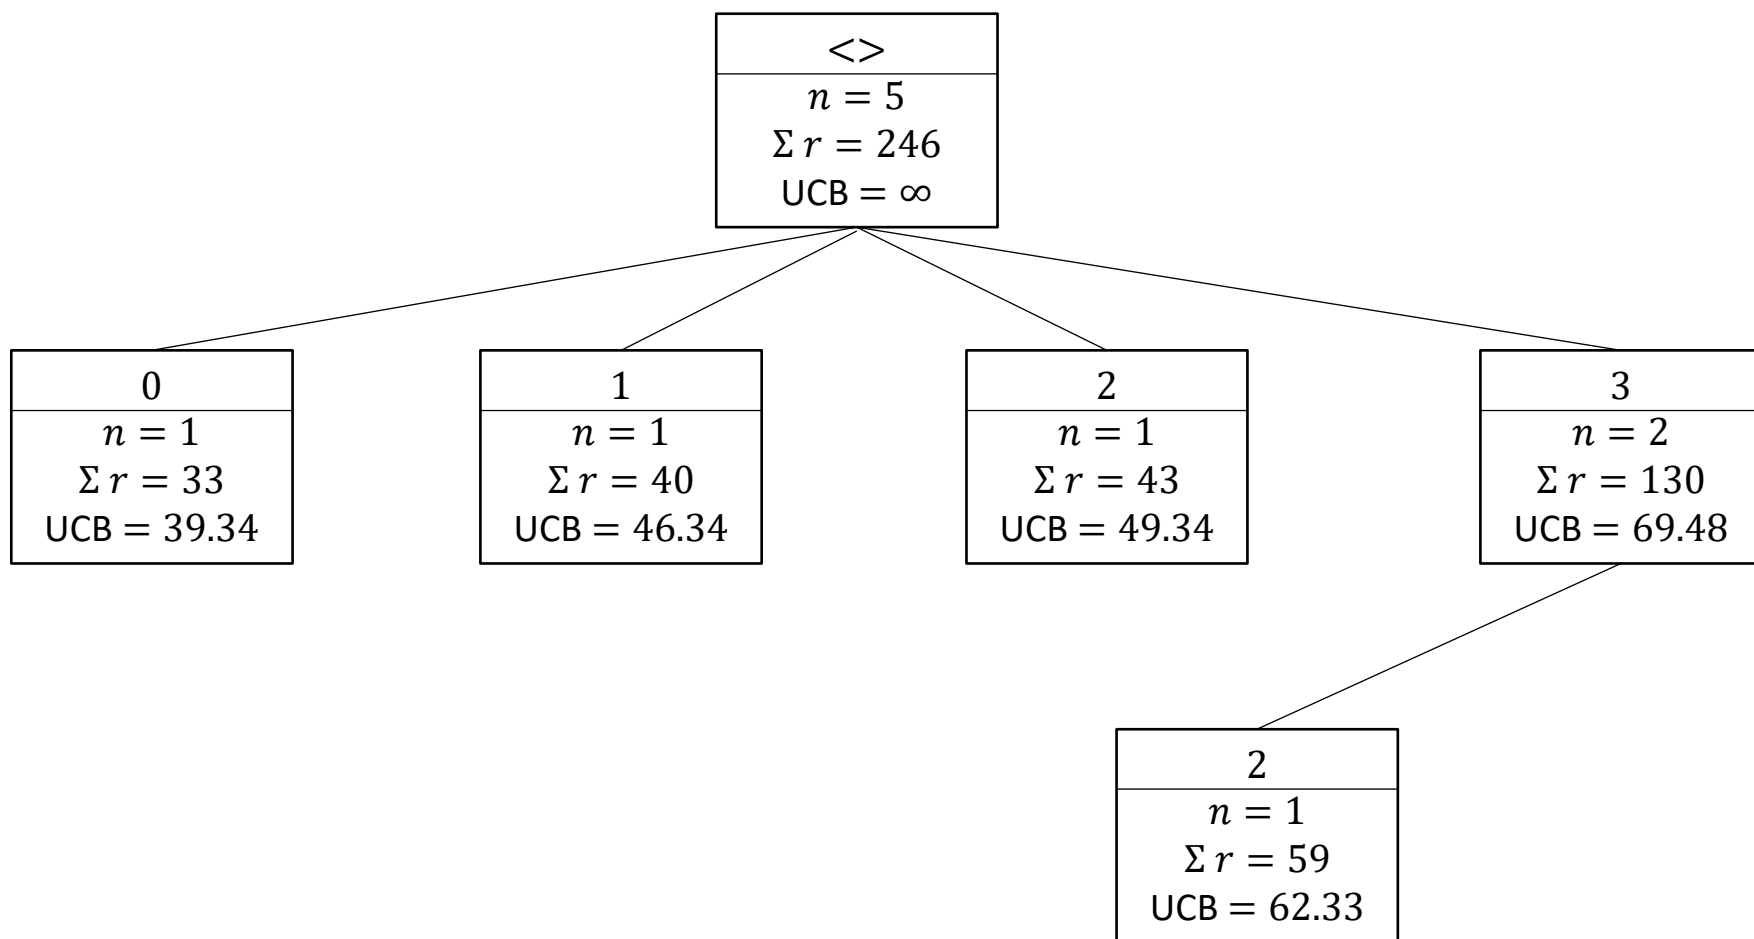 <>
n = 5
Σ r = 246
UCB = ∞
0
n = 1
Σ r = 33
UCB = 39.34
1
n = 1
Σ r = 40
UCB = 46.34
2
n = 1
Σ r = 43
UCB = 49.34
3
n = 2
Σ r = 130
UCB = 69.48
2
n = 1
Σ r = 59
UCB = 62.33